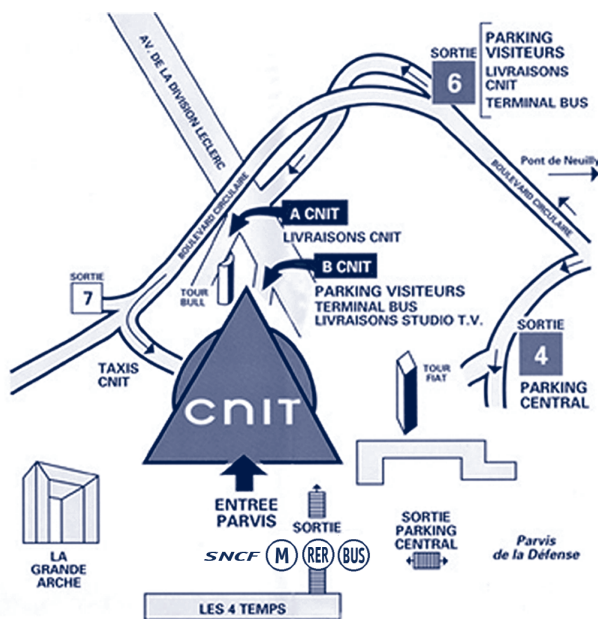 AV. DE LA DIVISION LECLERC
SORTIE
6
PARKING
VISITEURS
LIVRAISONS
CNIT
TERMINAL BUS
Pont de Neuilly
BOULEVARD CIRCULAIRE
BOULEVARD CIRCULAIRE
A CNIT
LIVRAISONS CNIT
B CNIT
PARKING VISITEURS
TERMINAL BUS
LIVRAISONS STUDIO T.V.
TOUR
BULL
SORTIE
7
TAXIS
CNIT
SORTIE
4
PARKING
CENTRAL
TOUR
FIAT
CNIT
ENTREE
PARVIS
SORTIE
SNCF M RER BUS
SORTIE
PARKING
CENTRAL
Parvis
de la Défense
LA
GRANDE
ARCHE
LES 4 TEMPS